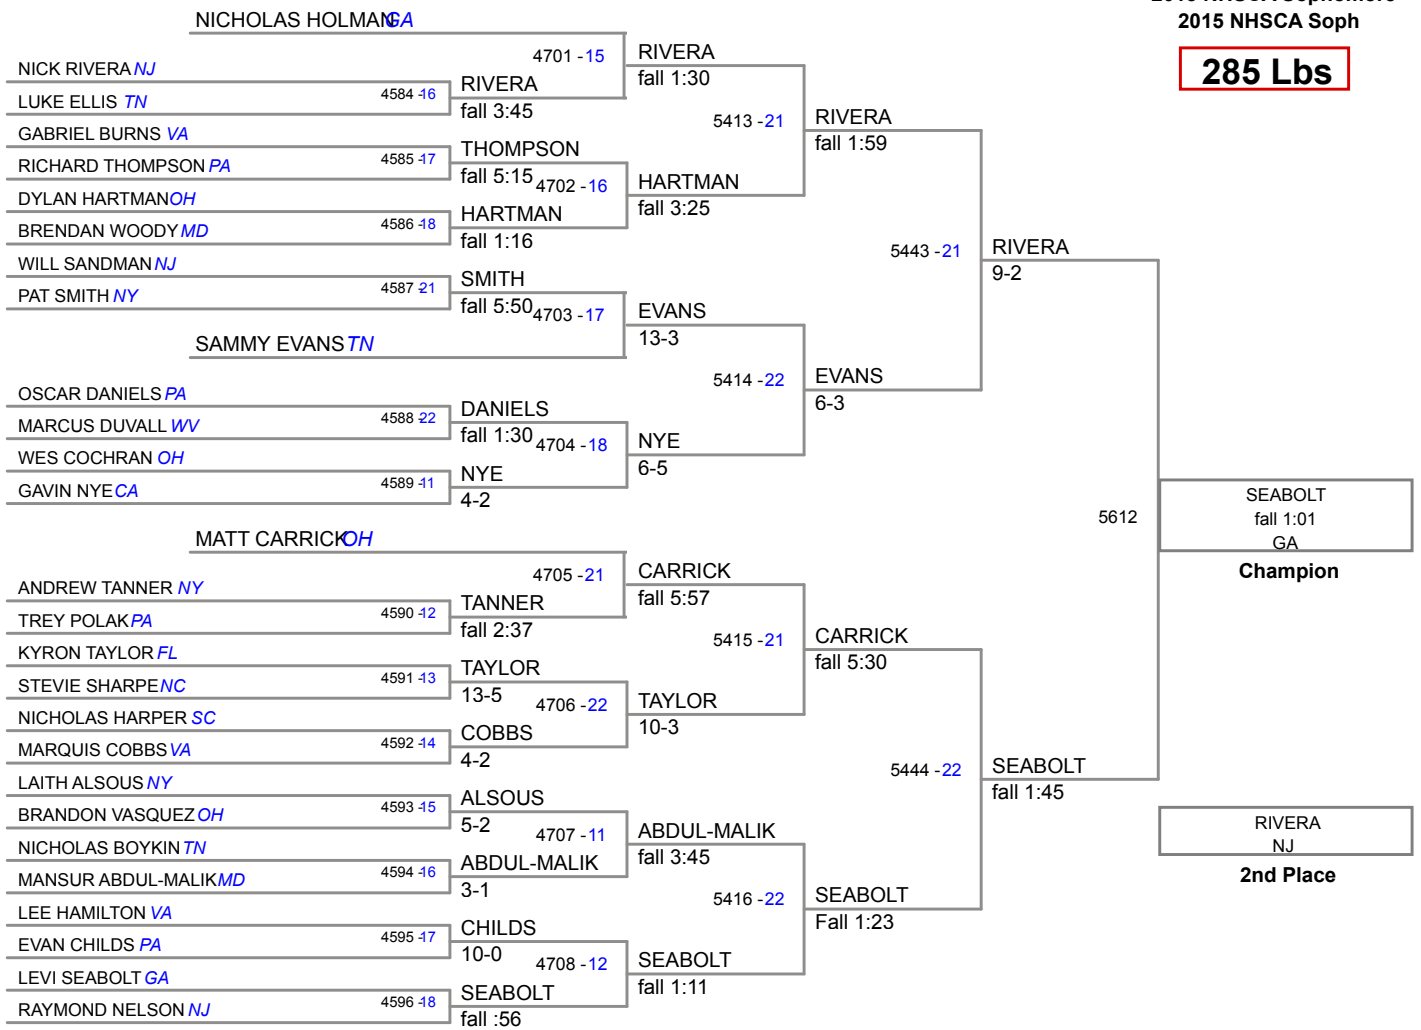 2015 NHSCA Sophomore
2015 NHSCA Soph
285 Lbs
NICHOLAS HOLMAN GA
4701 -15
RIVERA
fall 1:30
NICK RIVERA NJ
LUKE ELLIS TN
4584 -16
RIVERA
fall 3:45
GABRIEL BURNS VA
RICHARD THOMPSON PA
4585 -17
THOMPSON
fall 5:15
5413 -21
RIVERA
fall 1:59
4702 -16
HARTMAN
fall 3:25
DYLAN HARTMAN OH
BRENDAN WOODY MD
4586 -18
HARTMAN
fall 1:16
5443 -21
RIVERA
9-2
WILL SANDMAN NJ
PAT SMITH NY
4587 -21
SMITH
fall 5:50
4703 -17
EVANS
13-3
SAMMY EVANS TN
5414 -22
EVANS
6-3
OSCAR DANIELS PA
MARCUS DUVALL WV
4588 -22
DANIELS
fall 1:30
4704 -18
NYE
6-5
WES COCHRAN OH
GAVIN NYE CA
4589 -11
NYE
4-2
5612
SEABOLT
fall 1:01
GA
Champion
MATT CARRICK OH
4705 -21
CARRICK
fall 5:57
ANDREW TANNER NY
TREY POLAK PA
4590 -12
TANNER
fall 2:37
5415 -21
CARRICK
fall 5:30
KYRON TAYLOR FL
STEVIE SHARPE NC
4591 -13
TAYLOR
13-5
4706 -22
TAYLOR
10-3
NICHOLAS HARPER SC
MARQUIS COBBS VA
4592 -14
COBBS
4-2
5444 -22
SEABOLT
fall 1:45
LAITH ALSOUS NY
BRANDON VASQUEZ OH
4593 -15
ALSOUS
5-2
4707 -11
ABDUL-MALIK
fall 3:45
RIVERA
NJ
2nd Place
NICHOLAS BOYKIN TN
MANSUR ABDUL-MALIK MD
4594 -16
ABDUL-MALIK
3-1
5416 -22
SEABOLT
Fall 1:23
LEE HAMILTON VA
EVAN CHILDS PA
4595 -17
CHILDS
10-0
4708 -12
SEABOLT
fall 1:11
LEVI SEABOLT GA
RAYMOND NELSON NJ
4596 -18
SEABOLT
fall :56